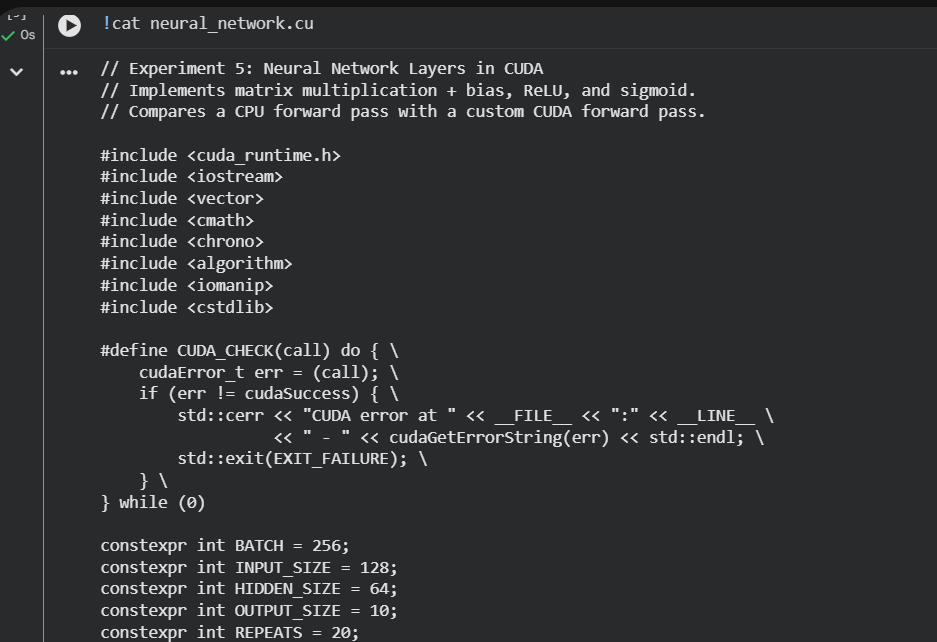 0s
!cat neural_network.cu
// Experiment 5: Neural Network Layers in CUDA
// Implements matrix multiplication + bias, ReLU, and sigmoid.
// Compares a CPU forward pass with a custom CUDA forward pass.
#include <cuda_runtime.h>
#include <iostream>
#include <vector>
#include <cmath>
#include <chrono>
#include <algorithm>
#include <iomanip>
#include <cstdlib>
#define CUDA_CHECK(call) do { \
    cudaError_t err = (call); \
    if (err != cudaSuccess) { \
        std::cerr << "CUDA error at " << __FILE__ << ":" << __LINE__ \
                  << " - " << cudaGetErrorString(err) << std::endl; \
        std::exit(EXIT_FAILURE); \
    } \
} while (0)
constexpr int BATCH = 256;
constexpr int INPUT_SIZE = 128;
constexpr int HIDDEN_SIZE = 64;
constexpr int OUTPUT_SIZE = 10;
constexpr int REPEATS = 20;